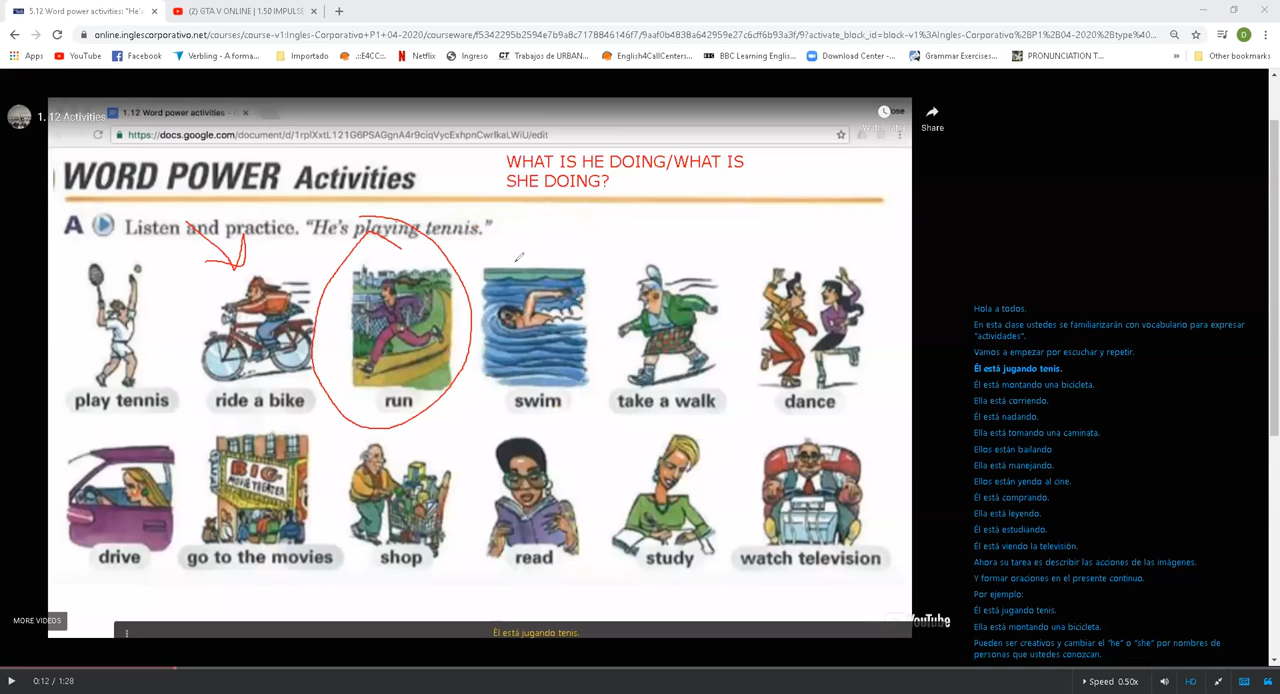 5.12 Word power activities: "He's
(2) GTA V ONLINE | 1.50 IMPULSE
online.inglescorporativo.net/courses/course-v1:Ingles-Corporativo+P1+04-2020/courseware/f5342295b2594e7b9a8c7178846146f7/9aaf0b4838a642959e27c6cff6b93a3f/9?activate_block_id=block-v1%3AIngles-Corporativo%2BP1%2B04-2020%2Btype%40...
Apps YouTube Facebook Verbling - A forma... Importado .::E4CC::. Netflix Ingreso Trabajos de URBAN... English4CallCenters... BBC Learning Englis... Download Center -... Grammar Exercises... PRONUNCIATION T... » Other bookmarks
1.12 Activities
1.12 Word power activities
Share
https://docs.google.com/document/d/1rplXxtL121G6PSAGgnA4r9ciqVycExhpnCwrlkaLWiU/edit
WORD POWER Activities
WHAT IS HE DOING/WHAT IS
SHE DOING?
A Listen and practice. "He's playing tennis."
play tennis ride a bike run swim take a walk dance
BIG
MOVIE THEATER
drive go to the movies shop read study watch television
MORE VIDEOS
YouTube
Él está jugando tenis.
Hola a todos.
En esta clase ustedes se familiarizarán con vocabulario para expresar
"actividades".
Vamos a empezar por escuchar y repetir.
Él está jugando tenis.
Él está montando una bicicleta.
Ella está corriendo.
Él está nadando.
Ella está tomando una caminata.
Ellos están bailando
Ella está manejando.
Ellos están yendo al cine.
Él está comprando.
Ella está leyendo.
Él está estudiando.
Él está viendo la televisión.
Ahora su tarea es describir las acciones de las imágenes.
Y formar oraciones en el presente continuo.
Por ejemplo:
Él está jugando tenis.
Ella está montando una bicicleta.
Pueden ser creativos y cambiar el "he" o "she" por nombres de
personas que ustedes conozcan.
0:12 / 1:28
Speed 0.50x
HD